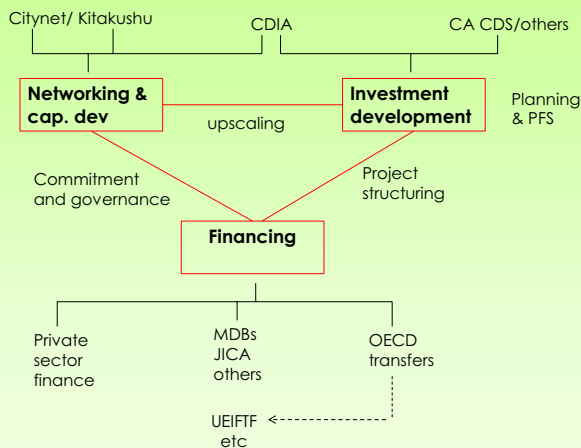 Citynet/ Kitakushu
CDIA
CA CDS/others
Networking &
cap. dev
upscaling
Investment
development
Planning
& PFS
Commitment
and governance
Project
structuring
Financing
Private
sector
finance
MDBs
JICA
others
OECD
transfers
UEIFTF
etc